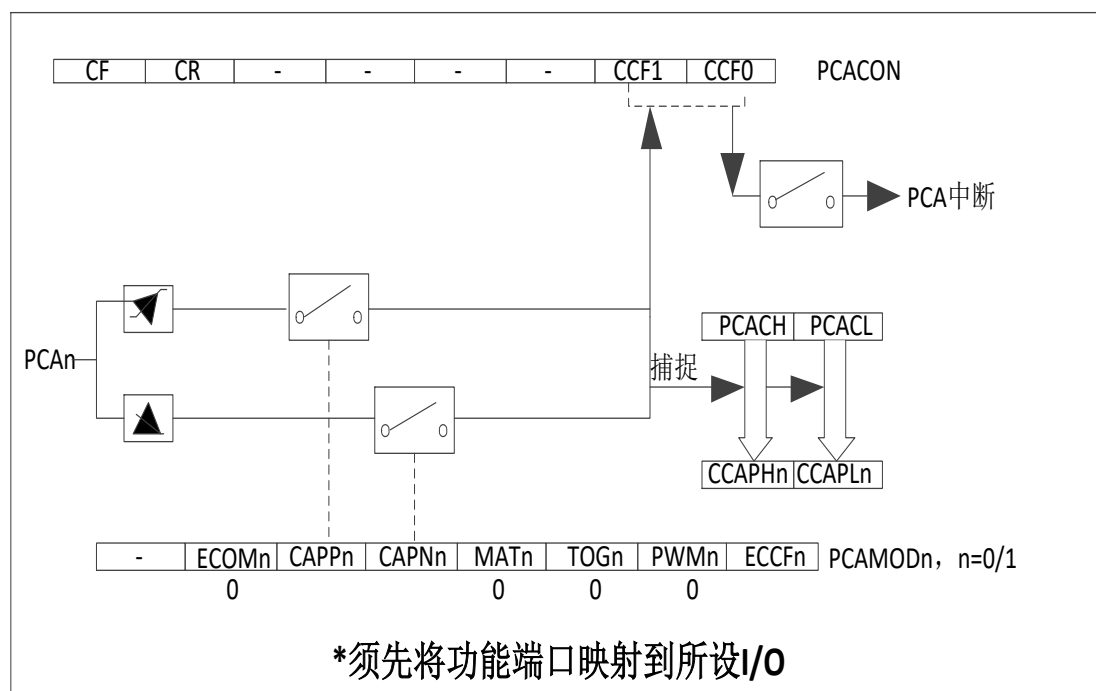 CF CR - - - - CCF1 CCF0 PCACON
PCA中断
PCACH PCACL
PCAn
捕捉
CCAPHn CCAPLn
- ECOMn CAPPn CAPNn MATn TOGn PWMn ECCFn PCAMODn，n=0/1
0 0 0 0
*须先将功能端口映射到所设I/O